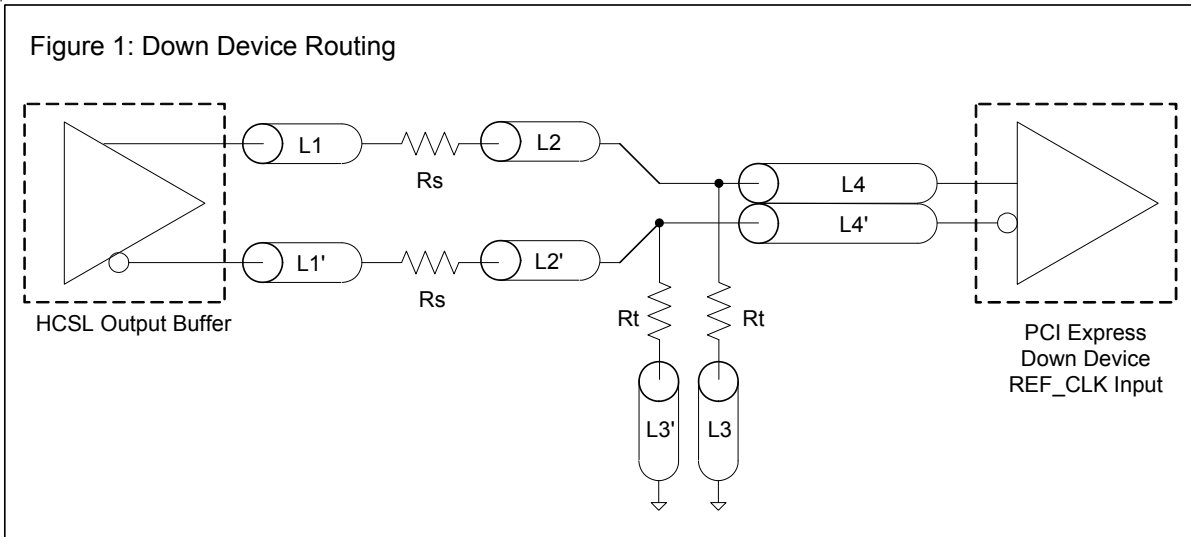 Figure 1: Down Device Routing
L1
Rs
L2
L4
L4'
L1'
Rs
L2'
HCSL Output Buffer
Rt
Rt
L3'
L3
PCI Express
Down Device
REF_CLK Input